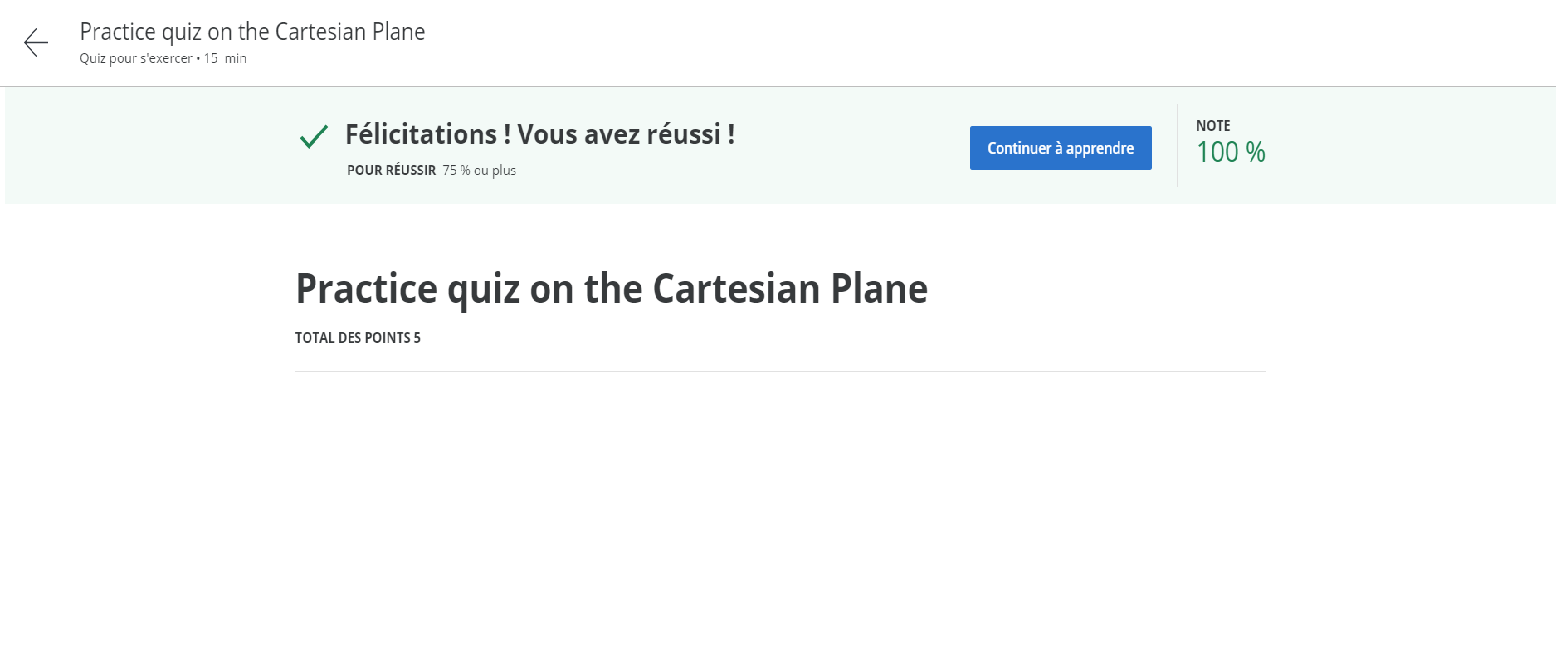 Practice quiz on the Cartesian Plane
Quiz pour s'exercer • 15 min
Félicitations ! Vous avez réussi !
POUR RÉUSSIR 75 % ou plus
Continuer à apprendre
NOTE
100 %
Practice quiz on the Cartesian Plane
TOTAL DES POINTS 5